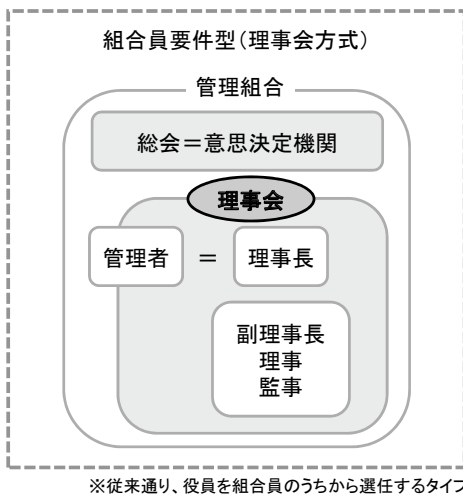 組合員要件型(理事会方式)
管理組合
総会=意思決定機関
理事会
管理者 = 理事長
副理事長
理事
監事
※従来通り、役員を組合員のうちから選任するタイプ